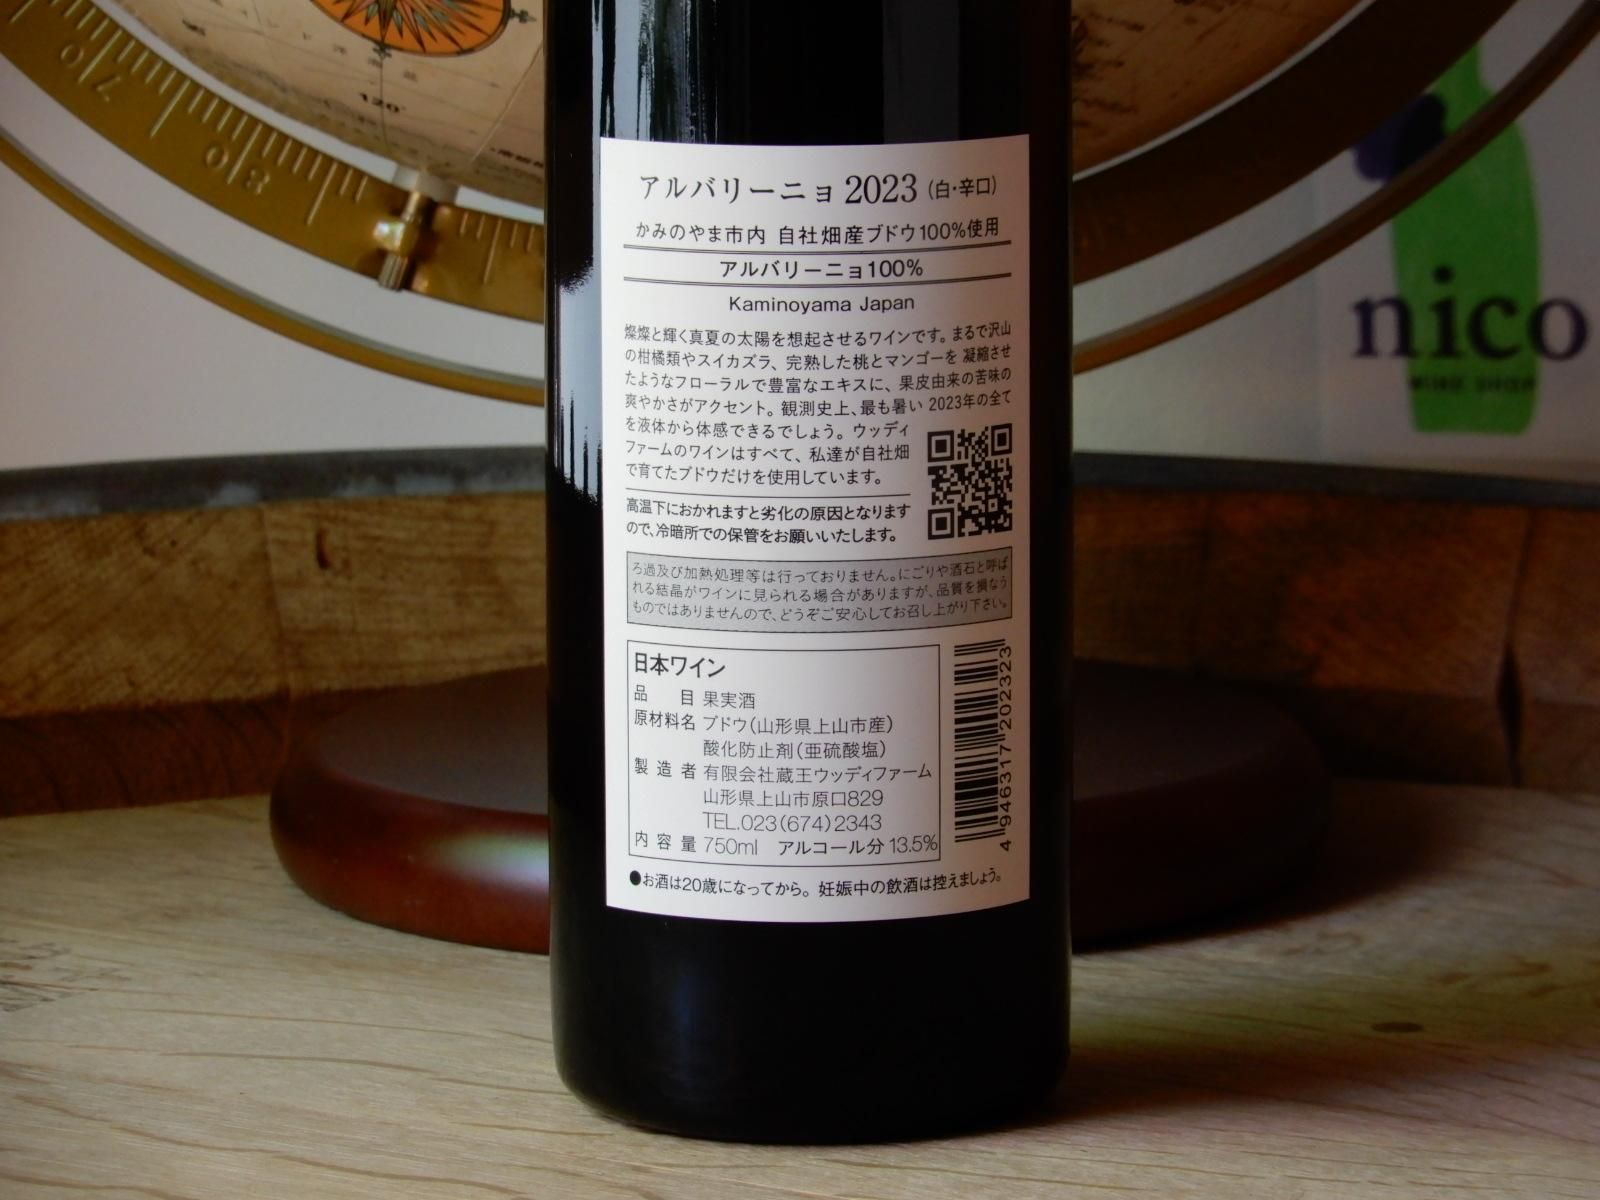 アルバリーニョ 2023 (白・辛口)
かみのやま市内 自社畑産ブドウ100%使用
アルバリーニョ100%
Kaminoyama Japan
燦燦と輝く真夏の太陽を想起させるワインです。まるで沢山
の柑橘類やスイカズラ、完熟した桃とマンゴーを 凝縮させ
たようなフローラルで豊富なエキスに、果皮由来の苦味の
爽やかさがアクセント。観測史上、最も暑い 2023年の全て
を液体から体感できるでしょう。ウッディ
ファームのワインはすべて、私達が自社畑
で育てたブドウだけを使用しています。
高温下におかれますと劣化の原因となります
ので、冷暗所での保管をお願いいたします。
ろ過及び加熱処理等は行っておりません。にごりや酒石と呼ば
れる結晶がワインに見られる場合がありますが、品質を損なう
ものではありませんので、どうぞご安心してお召し上がり下さい。
日本ワイン
品 目 果実酒
原材料名 ブドウ(山形県上山市産)
酸化防止剤(亜硫酸塩)
製造者 有限会社蔵王ウッディファーム
山形県上山市原口829
TEL.023(674)2343
内容量 750ml アルコール分 13.5%
4 946317 202323
●お酒は20歳になってから。妊娠中の飲酒は控えましょう。
nico
WINE SHOP
120°
70
80